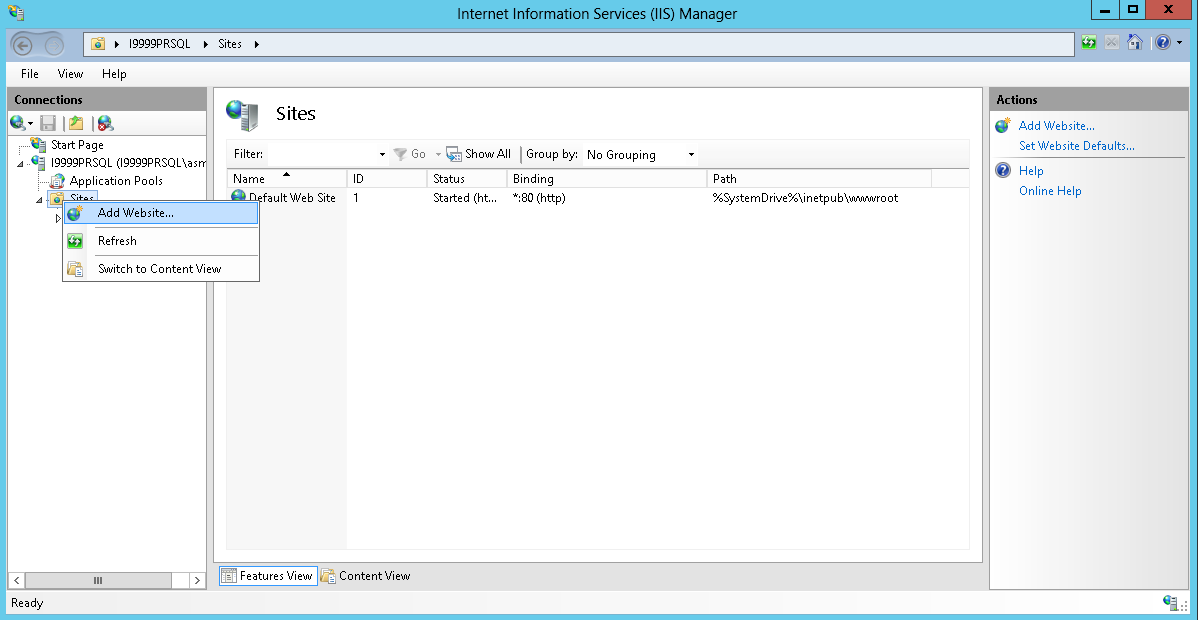 Internet Information Services (IIS) Manager
X
I9999PRSQL Sites
File View Help
Connections
Start Page
I9999PRSQL (I9999PRSQL\asm
Application Pools
Sites
Add Website...
Refresh
Switch to Content View
Sites
Filter: Go Show All Group by: No Grouping
Name ID Status Binding Path
Default Web Site 1 Started (ht... *:80 (http) %SystemDrive%\inetpub\wwwroot
Features View Content View
Actions
Add Website...
Set Website Defaults...
Help
Online Help
Ready